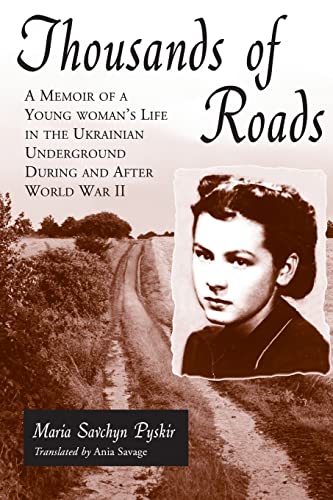 Thousands of
Roads
A Memoir of a
Young woman's Life
in the Ukrainian
Underground
During and After
World War II
Maria Savchyn Pyskir
Translated by Ania Savage